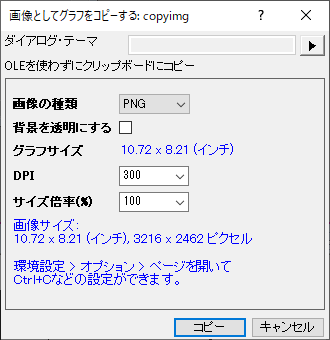 画像としてグラフをコピーする: copyimg
ダイアログ・テーマ
OLEを使わずにクリップボードにコピー
画像の種類 PNG
背景を透明にする
グラフサイズ 10.72 x 8.21 (インチ)
DPI 300
サイズ倍率(%) 100
画像サイズ:
10.72 x 8.21 (インチ), 3216 x 2462 ピクセル
環境設定 > オプション > ページを開いて
Ctrl+Cなどの設定ができます。
コピー キャンセル